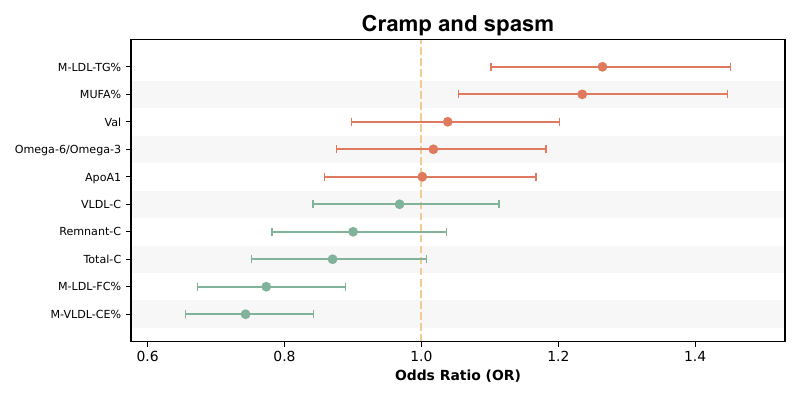 Cramp and spasm
M-LDL-TG%
MUFA%
Val
Omega-6/Omega-3
ApoA1
VLDL-C
Remnant-C
Total-C
M-LDL-FC%
M-VLDL-CE%
0.6 0.8 1.0 1.2 1.4
Odds Ratio (OR)